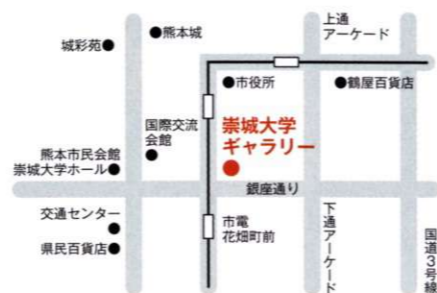 熊本城
城彩苑
上通
アーケード
市役所
鶴屋百貨店
国際交流
会館
崇城大学
ギャラリー
熊本市民会館
崇城大学ホール
銀座通り
交通センター
県民百貨店
市電
花畑町前
下通アーケード
国道3号線